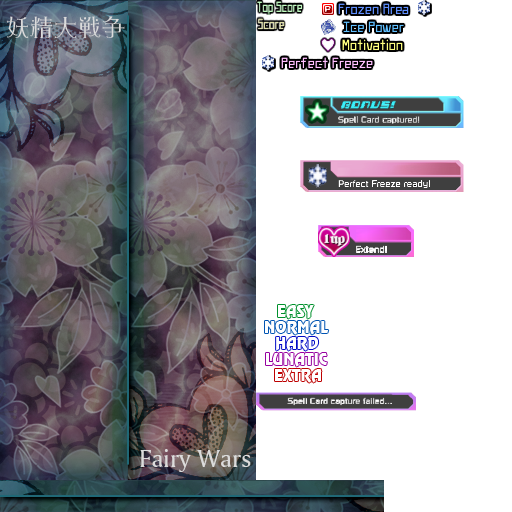 妖精大戦争
Top Score
Score
Frozen Area
Ice Power
Motivation
Perfect Freeze
BONUS!
Spell Card captured!
Perfect Freeze ready!
1up
Extend!
EASY
NORMAL
HARD
LUNATIC
EXTRA
Spell Card capture failed...
Fairy Wars